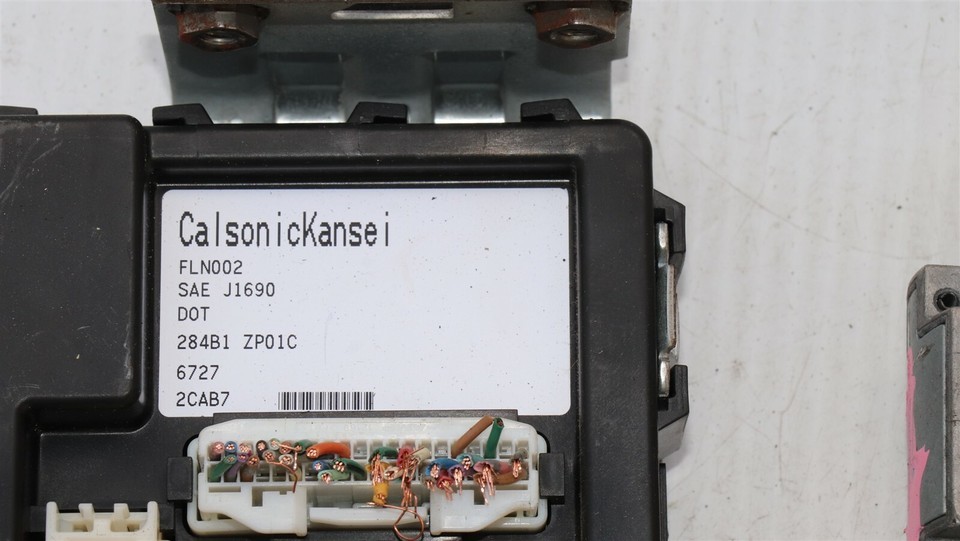 CalsonicKansei
FLN002
SAE J1690
DOT
284B1 ZP01C
6727
2CAB7